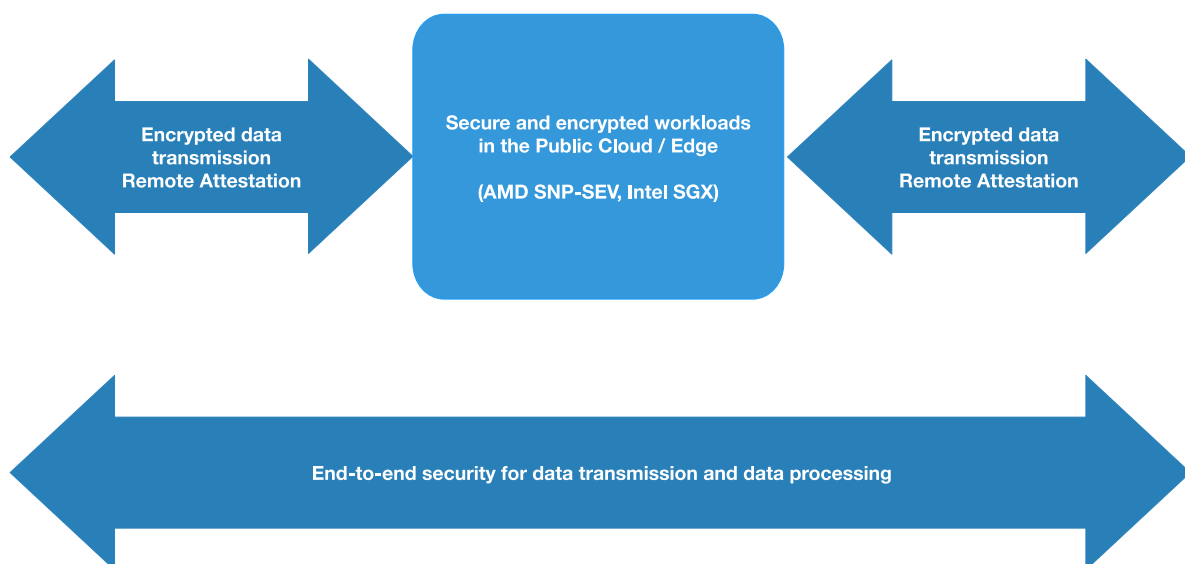 Encrypted data
transmission
Remote Attestation
Secure and encrypted workloads
in the Public Cloud / Edge
(AMD SNP-SEV, Intel SGX)
Encrypted data
transmission
Remote Attestation
End-to-end security for data transmission and data processing